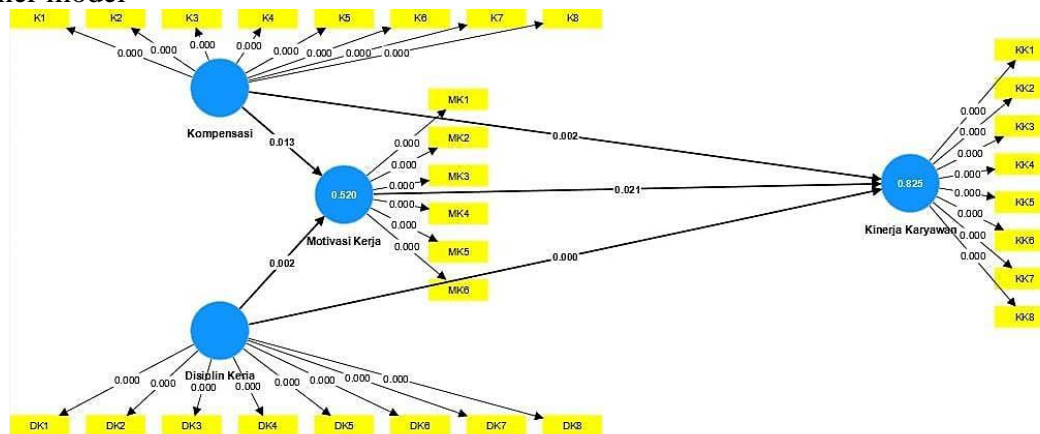 ner model
K1 K2 K3 K4 K5 K6 K7 K8
0.000 0.000 0.000 0.000 0.000 0.000 0.000 0.000
Kompensasi
0.013
0.002
MK1
MK2
MK3
MK4
MK5
MK6
0.000
0.000
0.000
0.000
0.000
0.000
0.520
Motivasi Kerja
0.021
0.002
0.000
Disiplin Kerja
0.000 0.000 0.000 0.000 0.000 0.000 0.000 0.000
DK1 DK2 DK3 DK4 DK5 DK6 DK7 DK8
0.825
Kinerja Karyawan
0.000
0.000
0.000
0.000
0.000
0.000
0.000
0.000
KK1
KK2
KK3
KK4
KK5
KK6
KK7
KK8